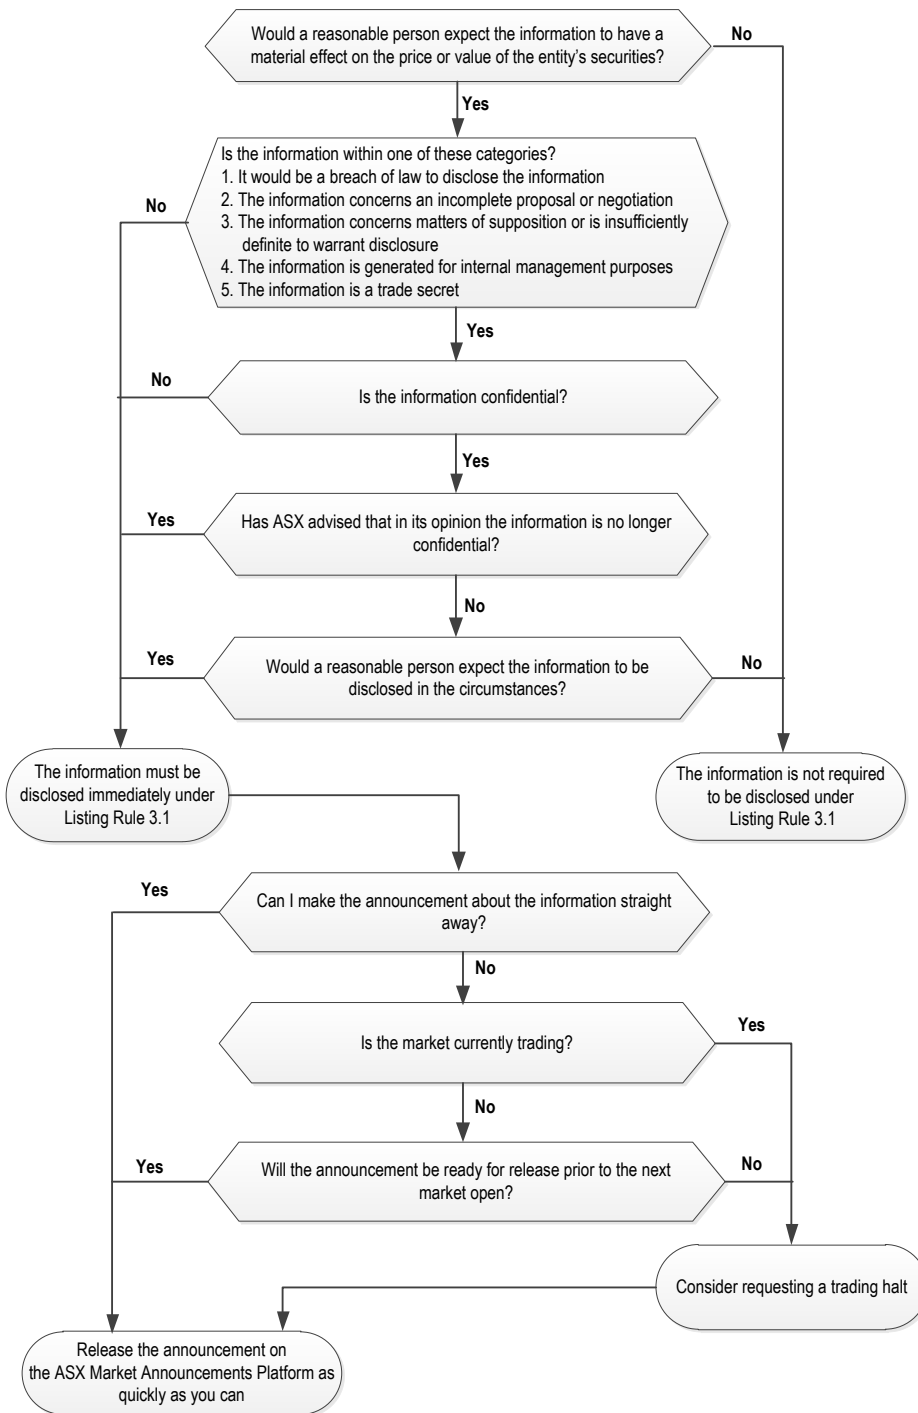 Would a reasonable person expect the information to have a
material effect on the price or value of the entity's securities?
No
Yes
Is the information within one of these categories?
1. It would be a breach of law to disclose the information
2. The information concerns an incomplete proposal or negotiation
3. The information concerns matters of supposition or is insufficiently
definite to warrant disclosure
4. The information is generated for internal management purposes
5. The information is a trade secret
No
Yes
Is the information confidential?
No
Yes
Has ASX advised that in its opinion the information is no longer
confidential?
Yes
No
Would a reasonable person expect the information to be
disclosed in the circumstances?
Yes
No
The information must be
disclosed immediately under
Listing Rule 3.1
The information is not required
to be disclosed under
Listing Rule 3.1
Can I make the announcement about the information straight
away?
Yes
No
Is the market currently trading?
Yes
No
Will the announcement be ready for release prior to the next
market open?
Yes
No
Consider requesting a trading halt
Release the announcement on
the ASX Market Announcements Platform as
quickly as you can